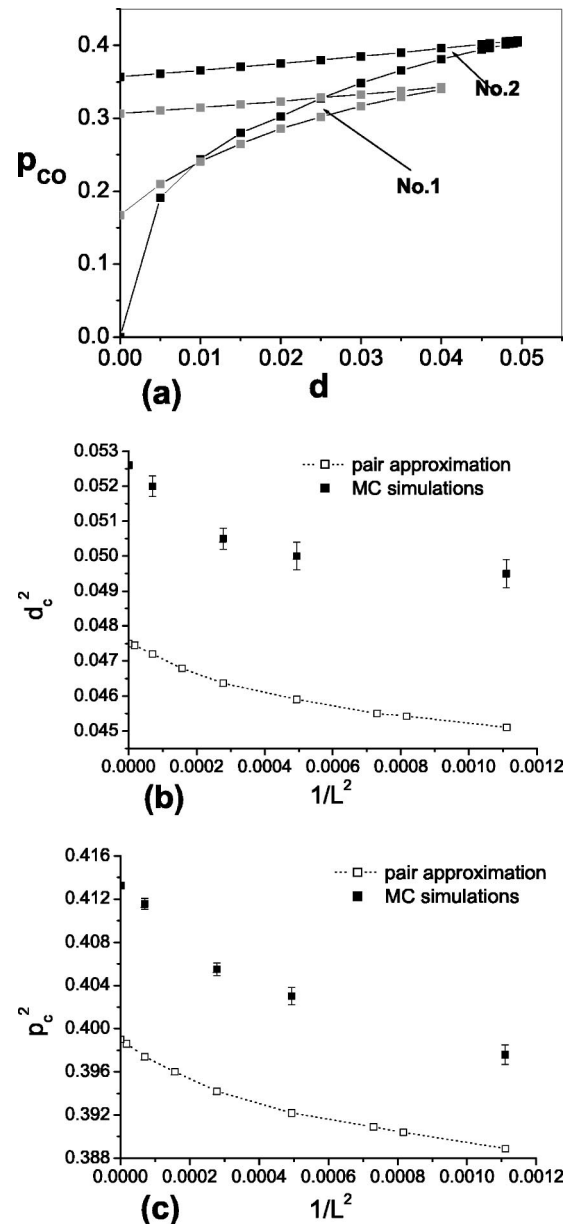 0.4
0.3
0.2
0.1
0.0
p_CO
No.2
No.1
0.00 0.01 0.02 0.03 0.04 0.05
(a)
d
0.053
0.052
0.051
0.050
0.049
0.048
0.047
0.046
0.045
d_c^2
pair approximation
MC simulations
0.0000 0.0002 0.0004 0.0006 0.0008 0.0010 0.0012
(b)
1/L^2
0.416
0.412
0.408
0.404
0.400
0.396
0.392
0.388
p_c^2
pair approximation
MC simulations
0.0000 0.0002 0.0004 0.0006 0.0008 0.0010 0.0012
(c)
1/L^2